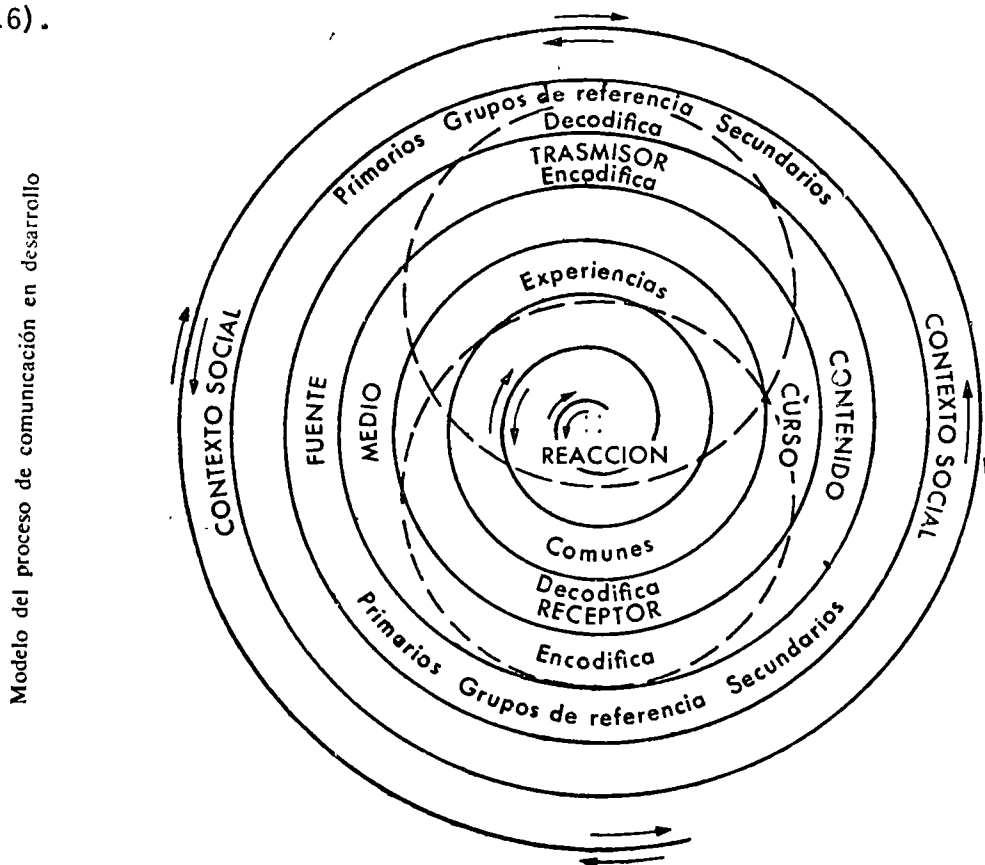 .6).
Modelo del proceso de comunicación en desarrollo
Primarios Grupos de referencia Secundarios
Decodifica
TRASMISOR
Encodifica
Experiencias
CONTEXTO SOCIAL
FUENTE
MEDIO
REACCION
CURSO
CONTENIDO
CONTEXTO SOCIAL
Comunes
Decodifica
RECEPTOR
Encodifica
Primarios Grupos de referencia Secundarios